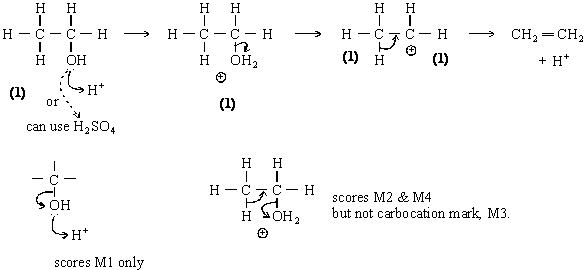 H H H H H H
H — C — C — H → H — C — C — H → H — C — C — H → CH₂=CH₂
H OH H OH₂ (1) H ⊕ (1) + H⁺
(1) H⁺ ⊕ (1)
or
can use H₂SO₄
— C — H H
OH H — C — C — H scores M2 & M4
H OH₂ but not carbocation mark, M3.
H⁺ ⊕
scores M1 only